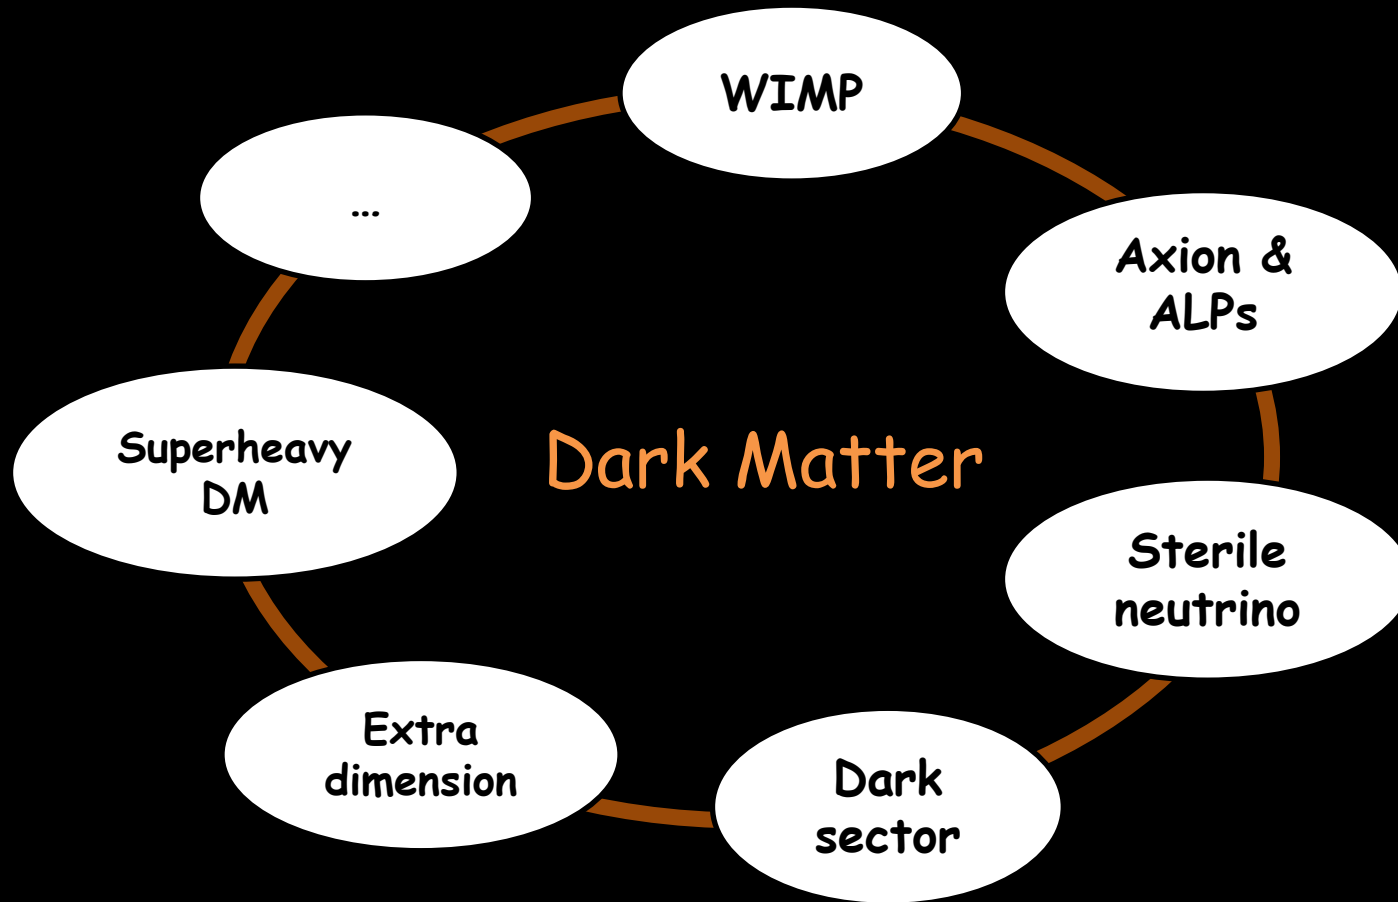 WIMP
...
Axion &
ALPs
Superheavy
DM
Dark Matter
Sterile
neutrino
Extra
dimension
Dark
sector